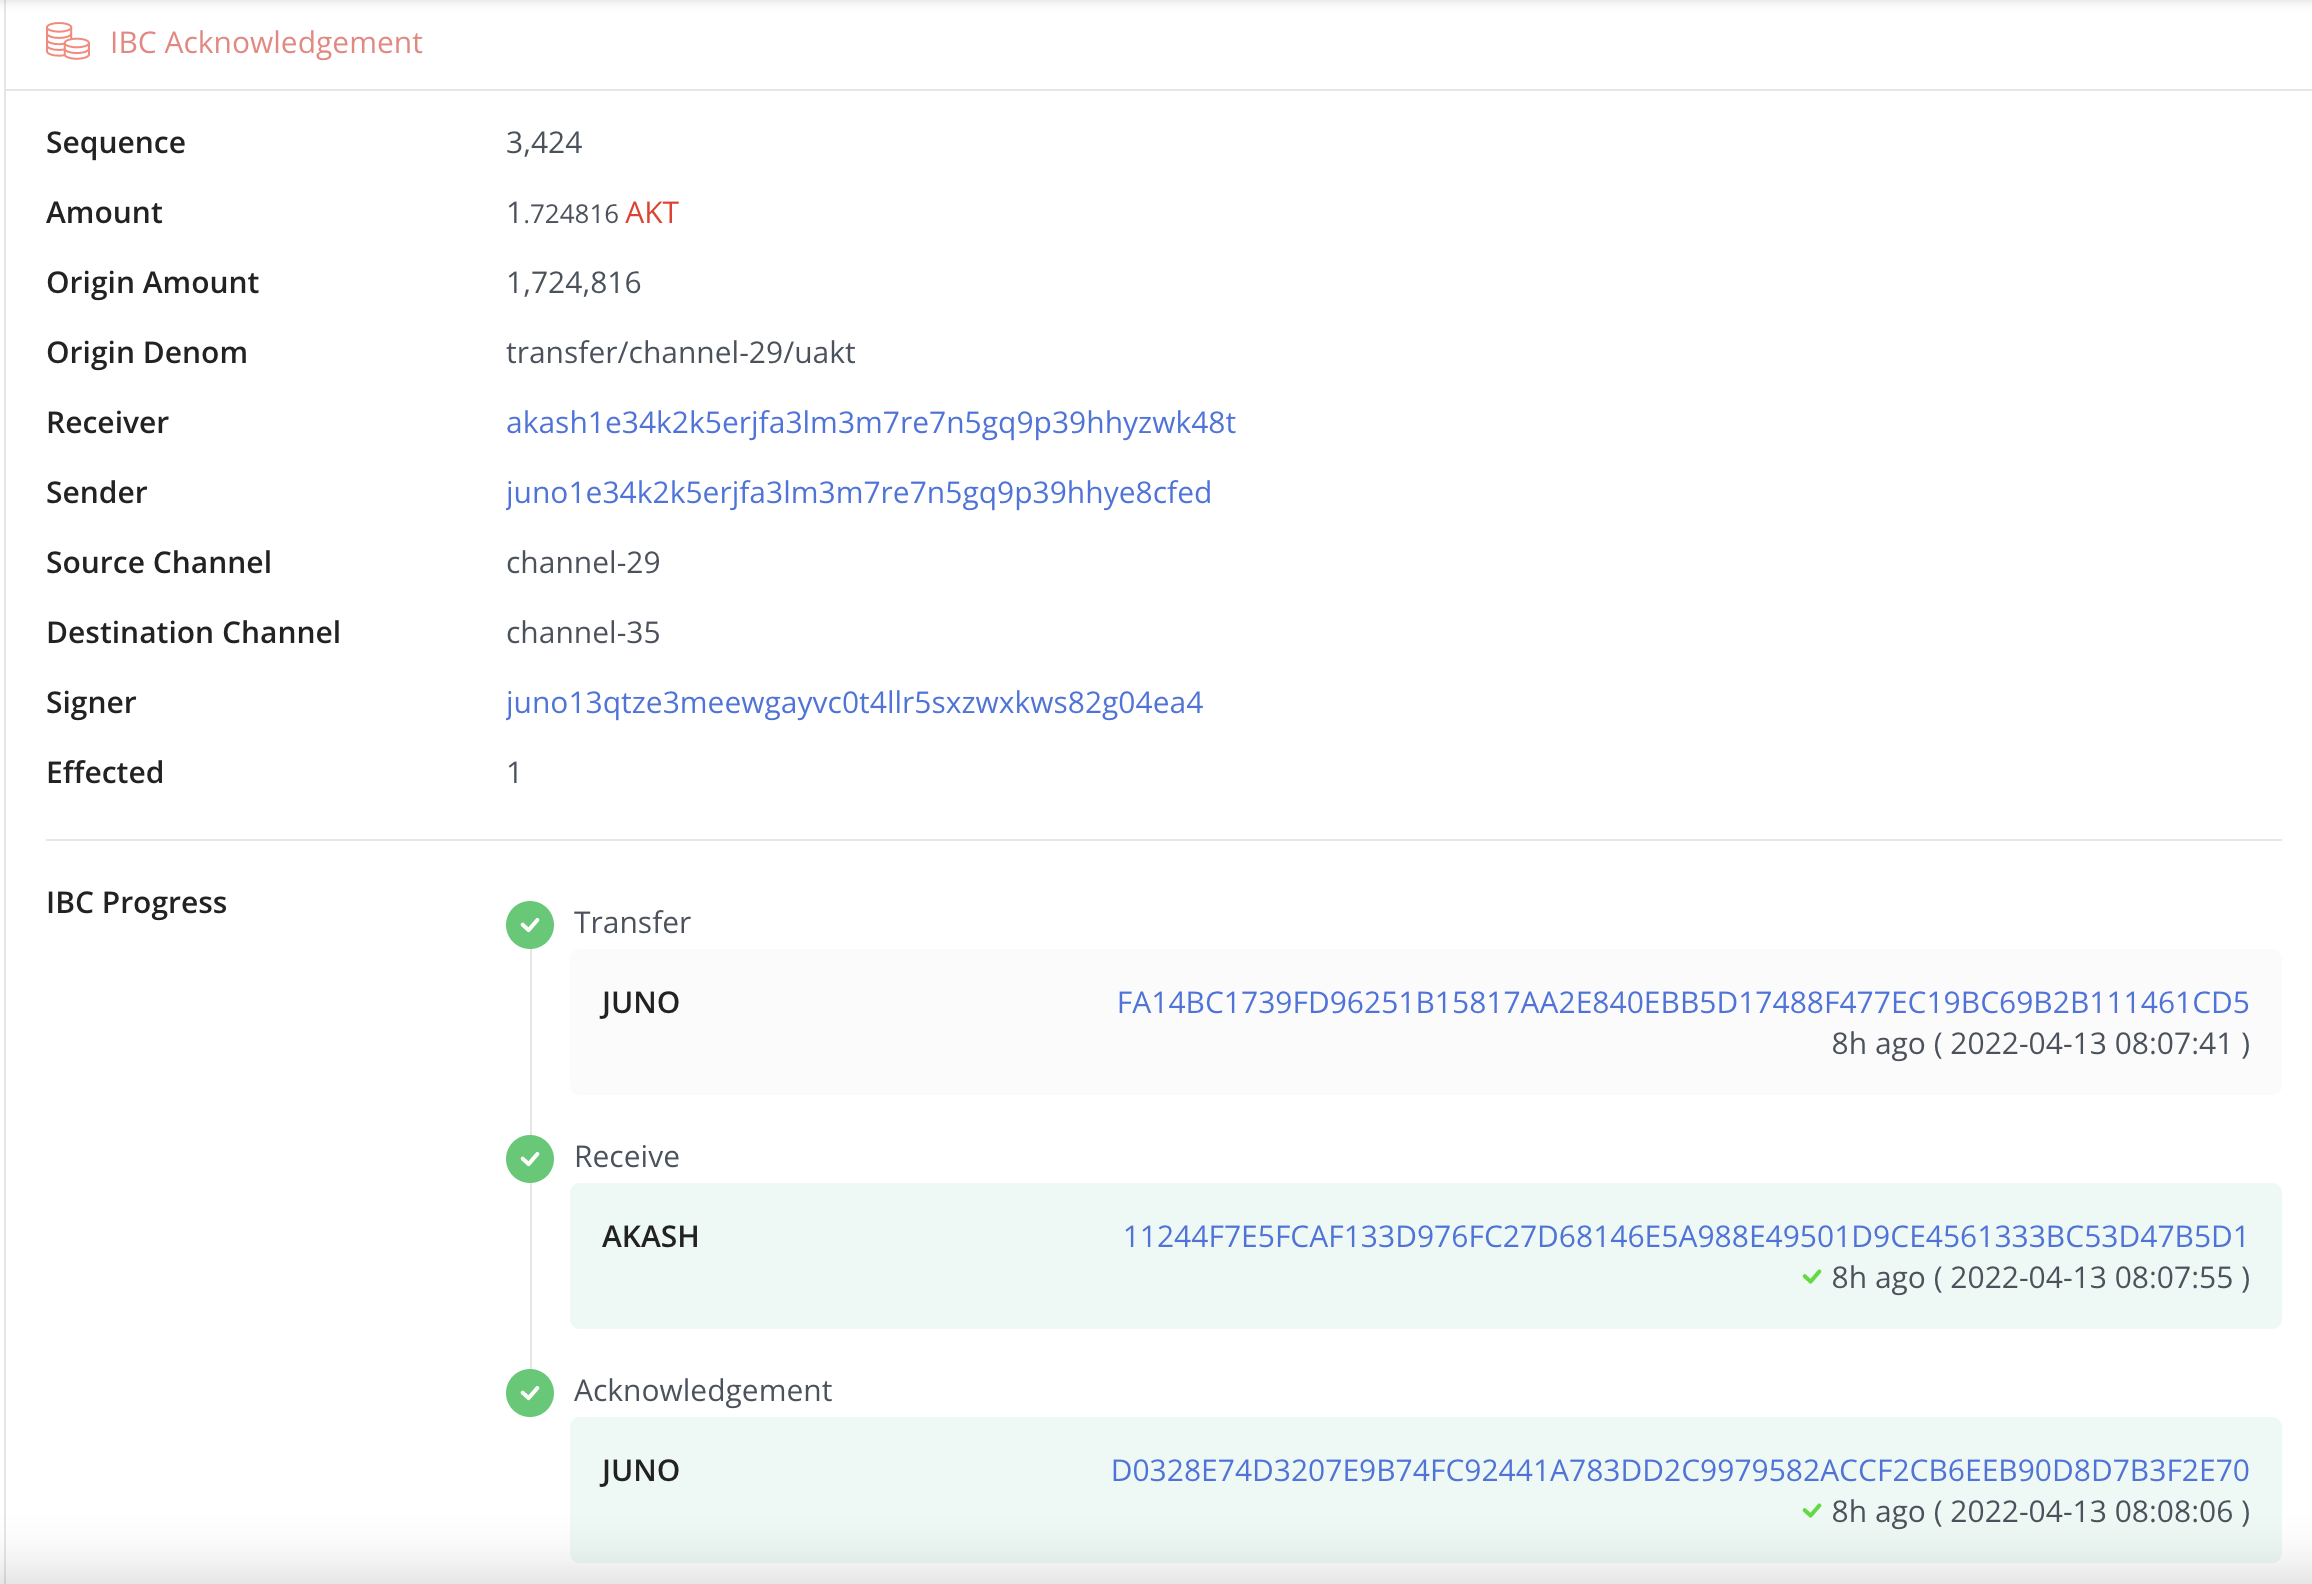 IBC Acknowledgement
Sequence 3,424
Amount 1.724816 AKT
Origin Amount 1,724,816
Origin Denom transfer/channel-29/uakt
Receiver akash1e34k2k5erjfa3lm3m7re7n5gq9p39hhyzwk48t
Sender juno1e34k2k5erjfa3lm3m7re7n5gq9p39hhye8cfed
Source Channel channel-29
Destination Channel channel-35
Signer juno13qtze3meewgayvc0t4llr5sxzwxkws82g04ea4
Effected 1
IBC Progress
Transfer
JUNO FA14BC1739FD96251B15817AA2E840EBB5D17488F477EC19BC69B2B111461CD5
8h ago ( 2022-04-13 08:07:41 )
Receive
AKASH 11244F7E5FCAF133D976FC27D68146E5A988E49501D9CE4561333BC53D47B5D1
8h ago ( 2022-04-13 08:07:55 )
Acknowledgement
JUNO D0328E74D3207E9B74FC92441A783DD2C9979582ACCF2CB6EEB90D8D7B3F2E70
8h ago ( 2022-04-13 08:08:06 )